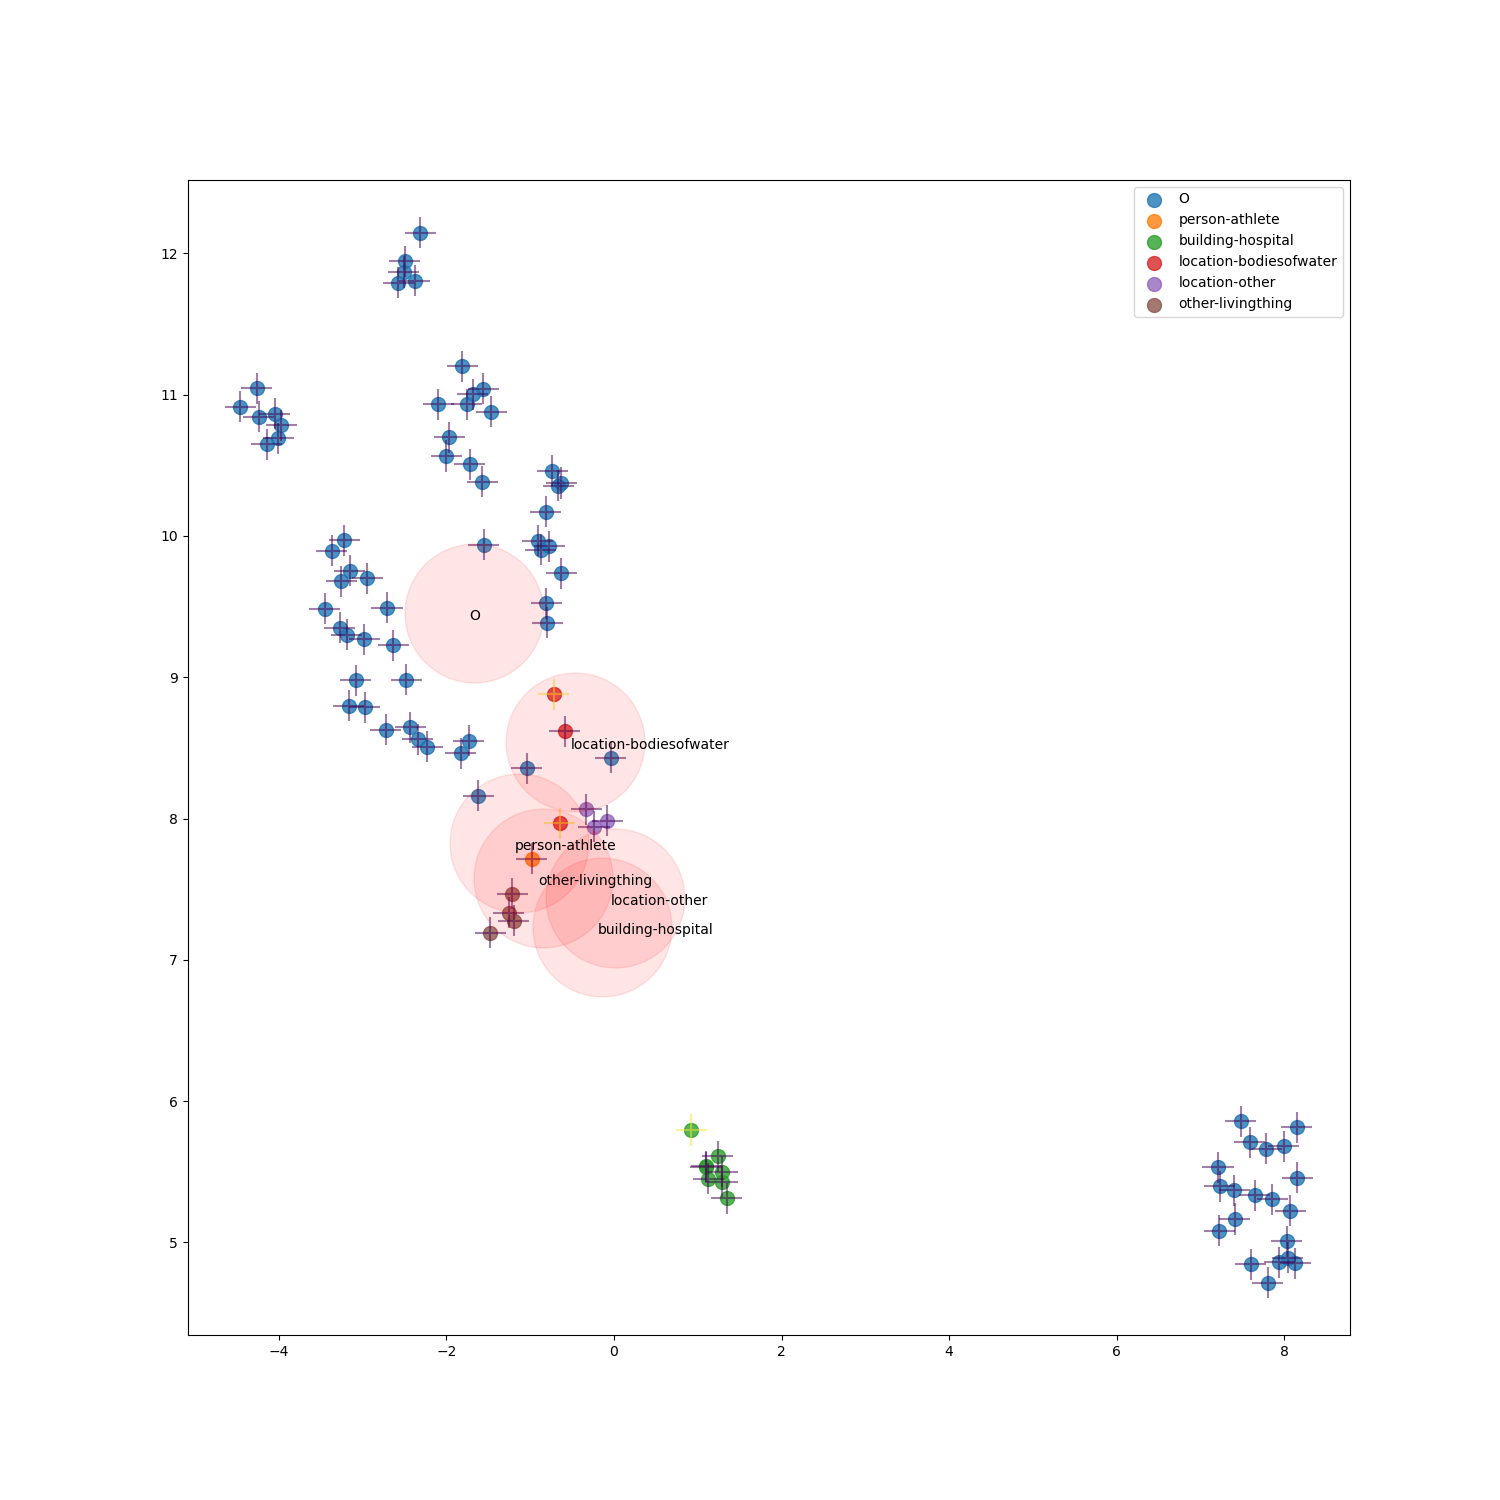 O
person-athlete
building-hospital
location-bodiesofwater
location-other
other-livingthing
12
11
10
9
8
7
6
5
O
location-bodiesofwater
person-athlete
other-livingthing
location-other
building-hospital
−4
−2
0
2
4
6
8